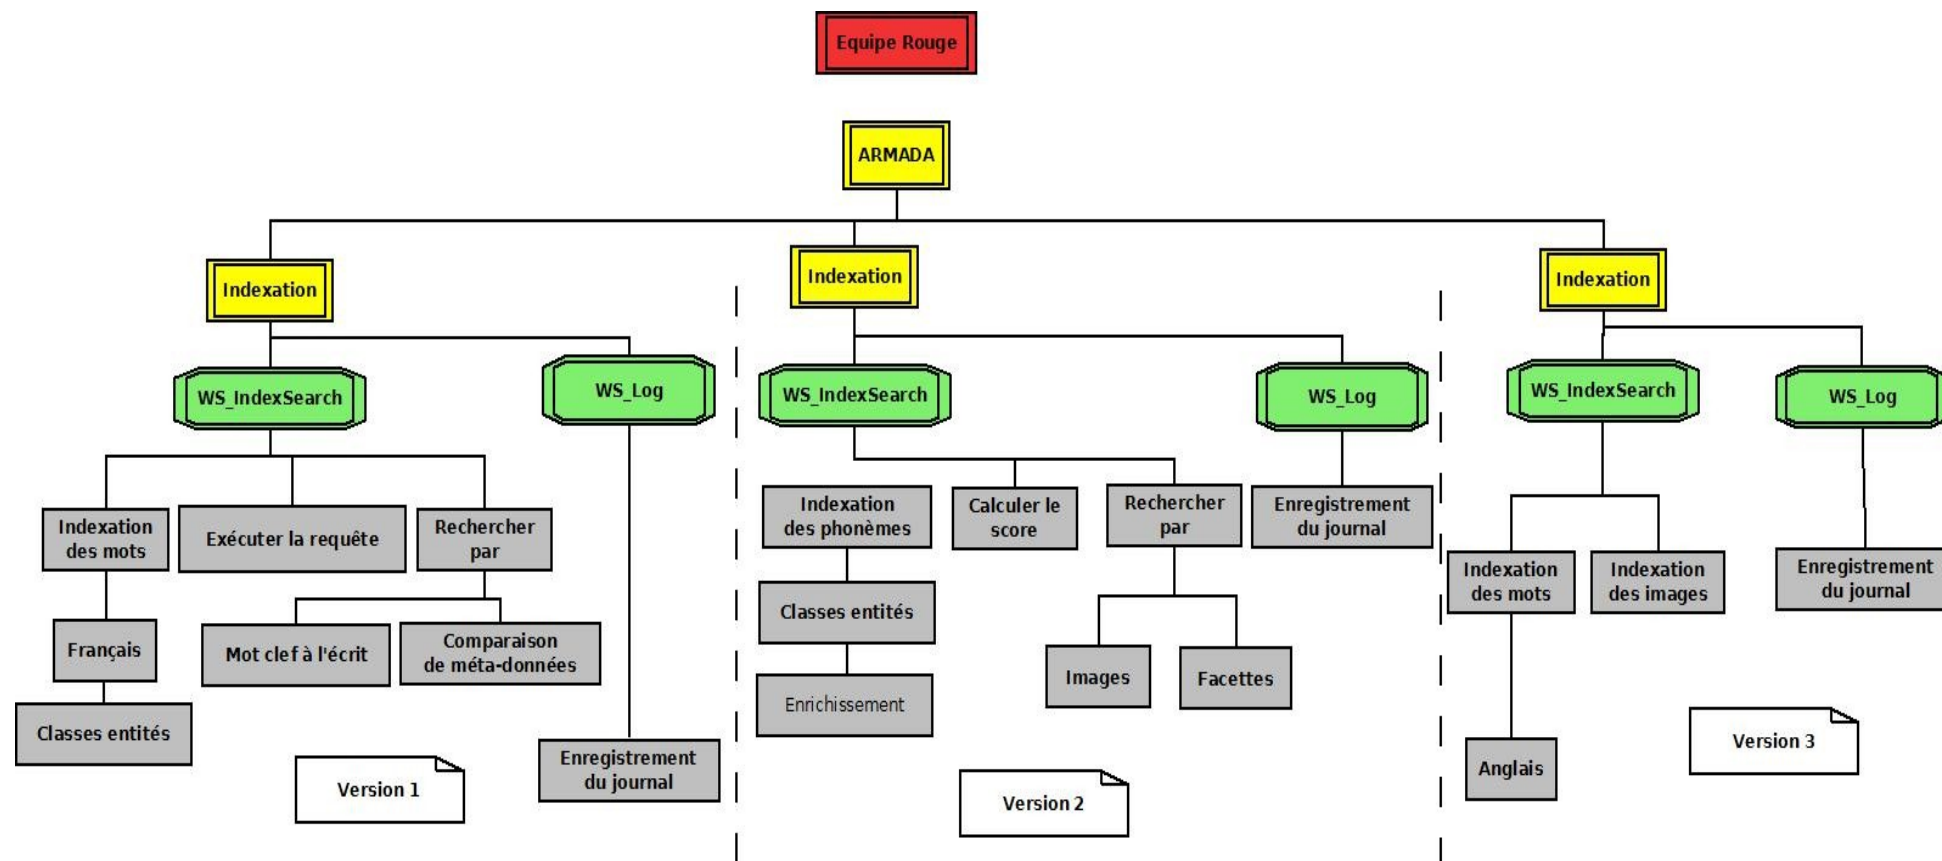 Equipe Rouge
ARMADA
Indexation
WS_IndexSearch
WS_Log
Indexation
des mots
Exécuter la requête
Rechercher
par
Français
Mot clef à l'écrit
Comparaison
de méta-données
Classes entités
Enregistrement
du journal
Version 1
Indexation
WS_IndexSearch
WS_Log
Indexation
des phonèmes
Calculer le
score
Rechercher
par
Enregistrement
du journal
Classes entités
Images
Facettes
Enrichissement
Version 2
Indexation
WS_IndexSearch
WS_Log
Indexation
des mots
Indexation
des images
Enregistrement
du journal
Anglais
Version 3